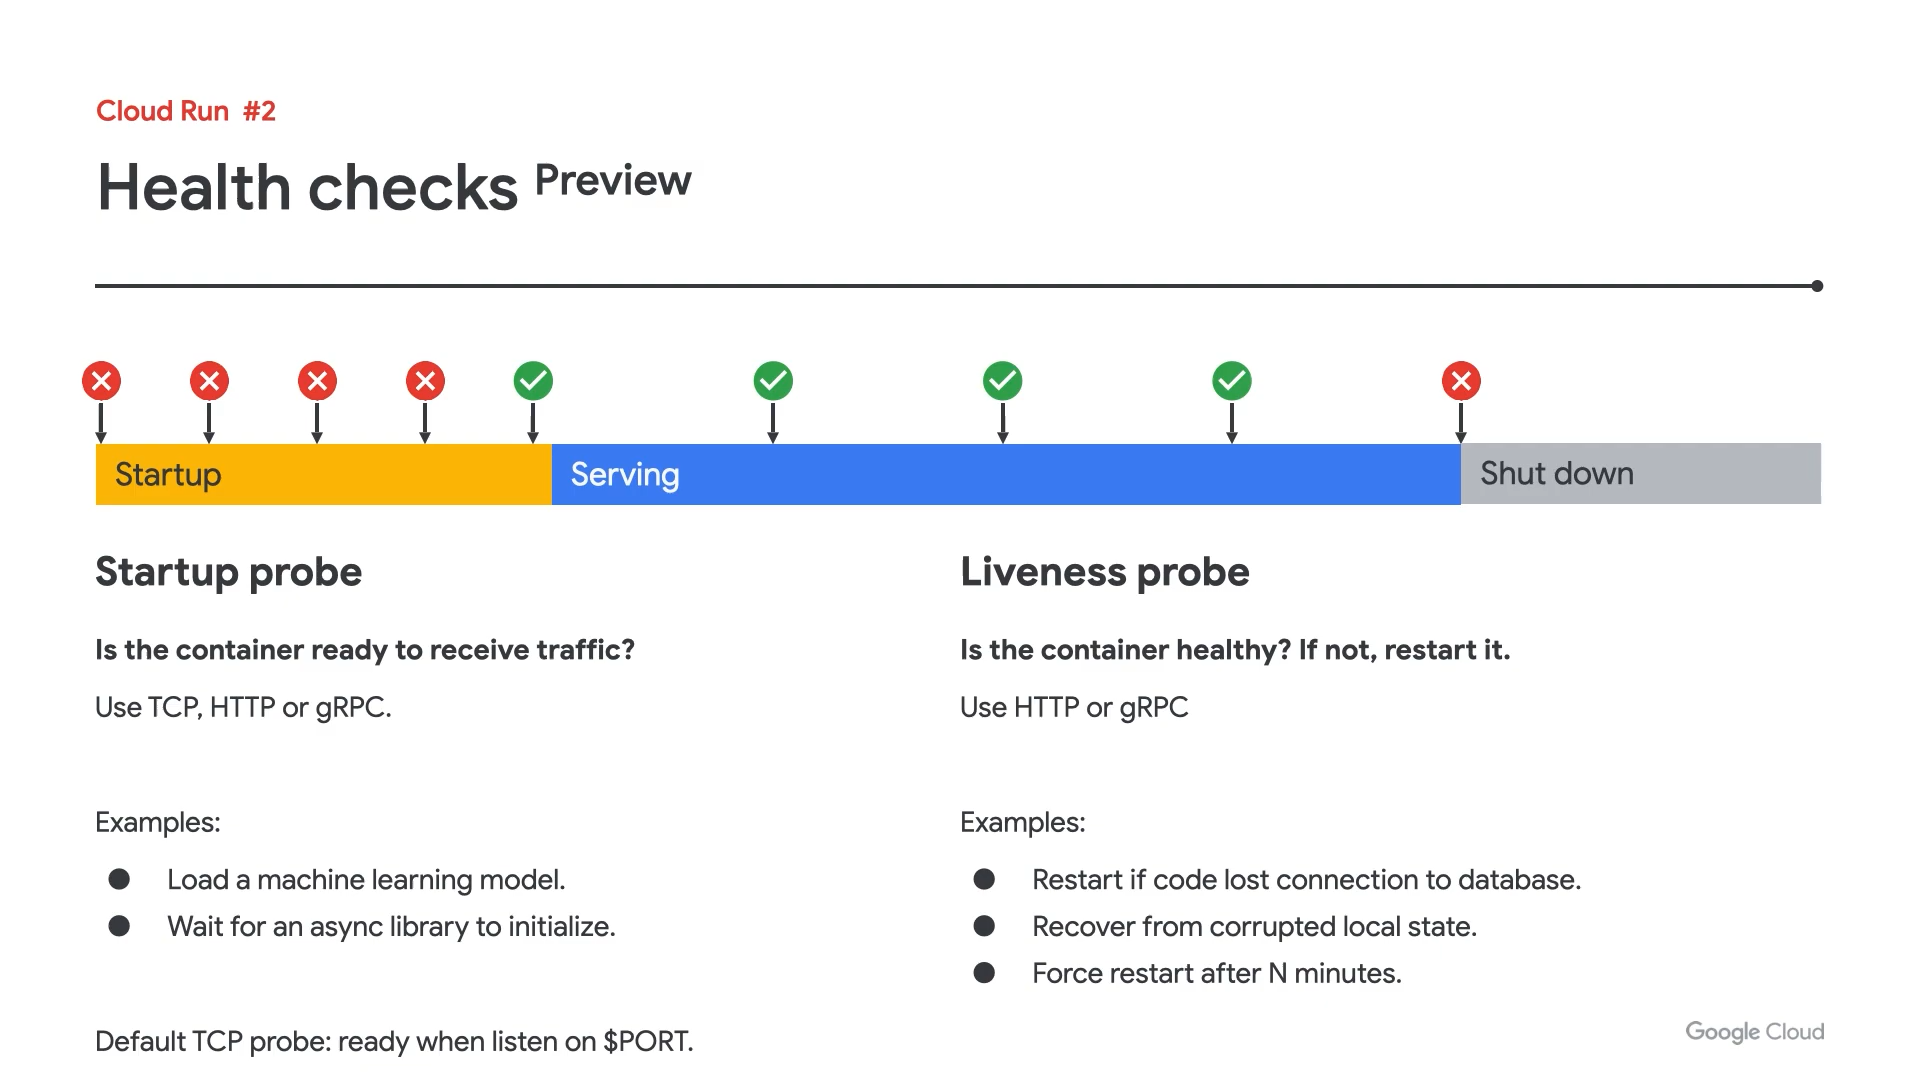 Cloud Run #2
Health checks Preview
Startup
Serving
Shut down
Startup probe
Is the container ready to receive traffic?
Use TCP, HTTP or gRPC.
Examples:
● Load a machine learning model.
● Wait for an async library to initialize.
Default TCP probe: ready when listen on $PORT.
Liveness probe
Is the container healthy? If not, restart it.
Use HTTP or gRPC
Examples:
● Restart if code lost connection to database.
● Recover from corrupted local state.
● Force restart after N minutes.
Google Cloud